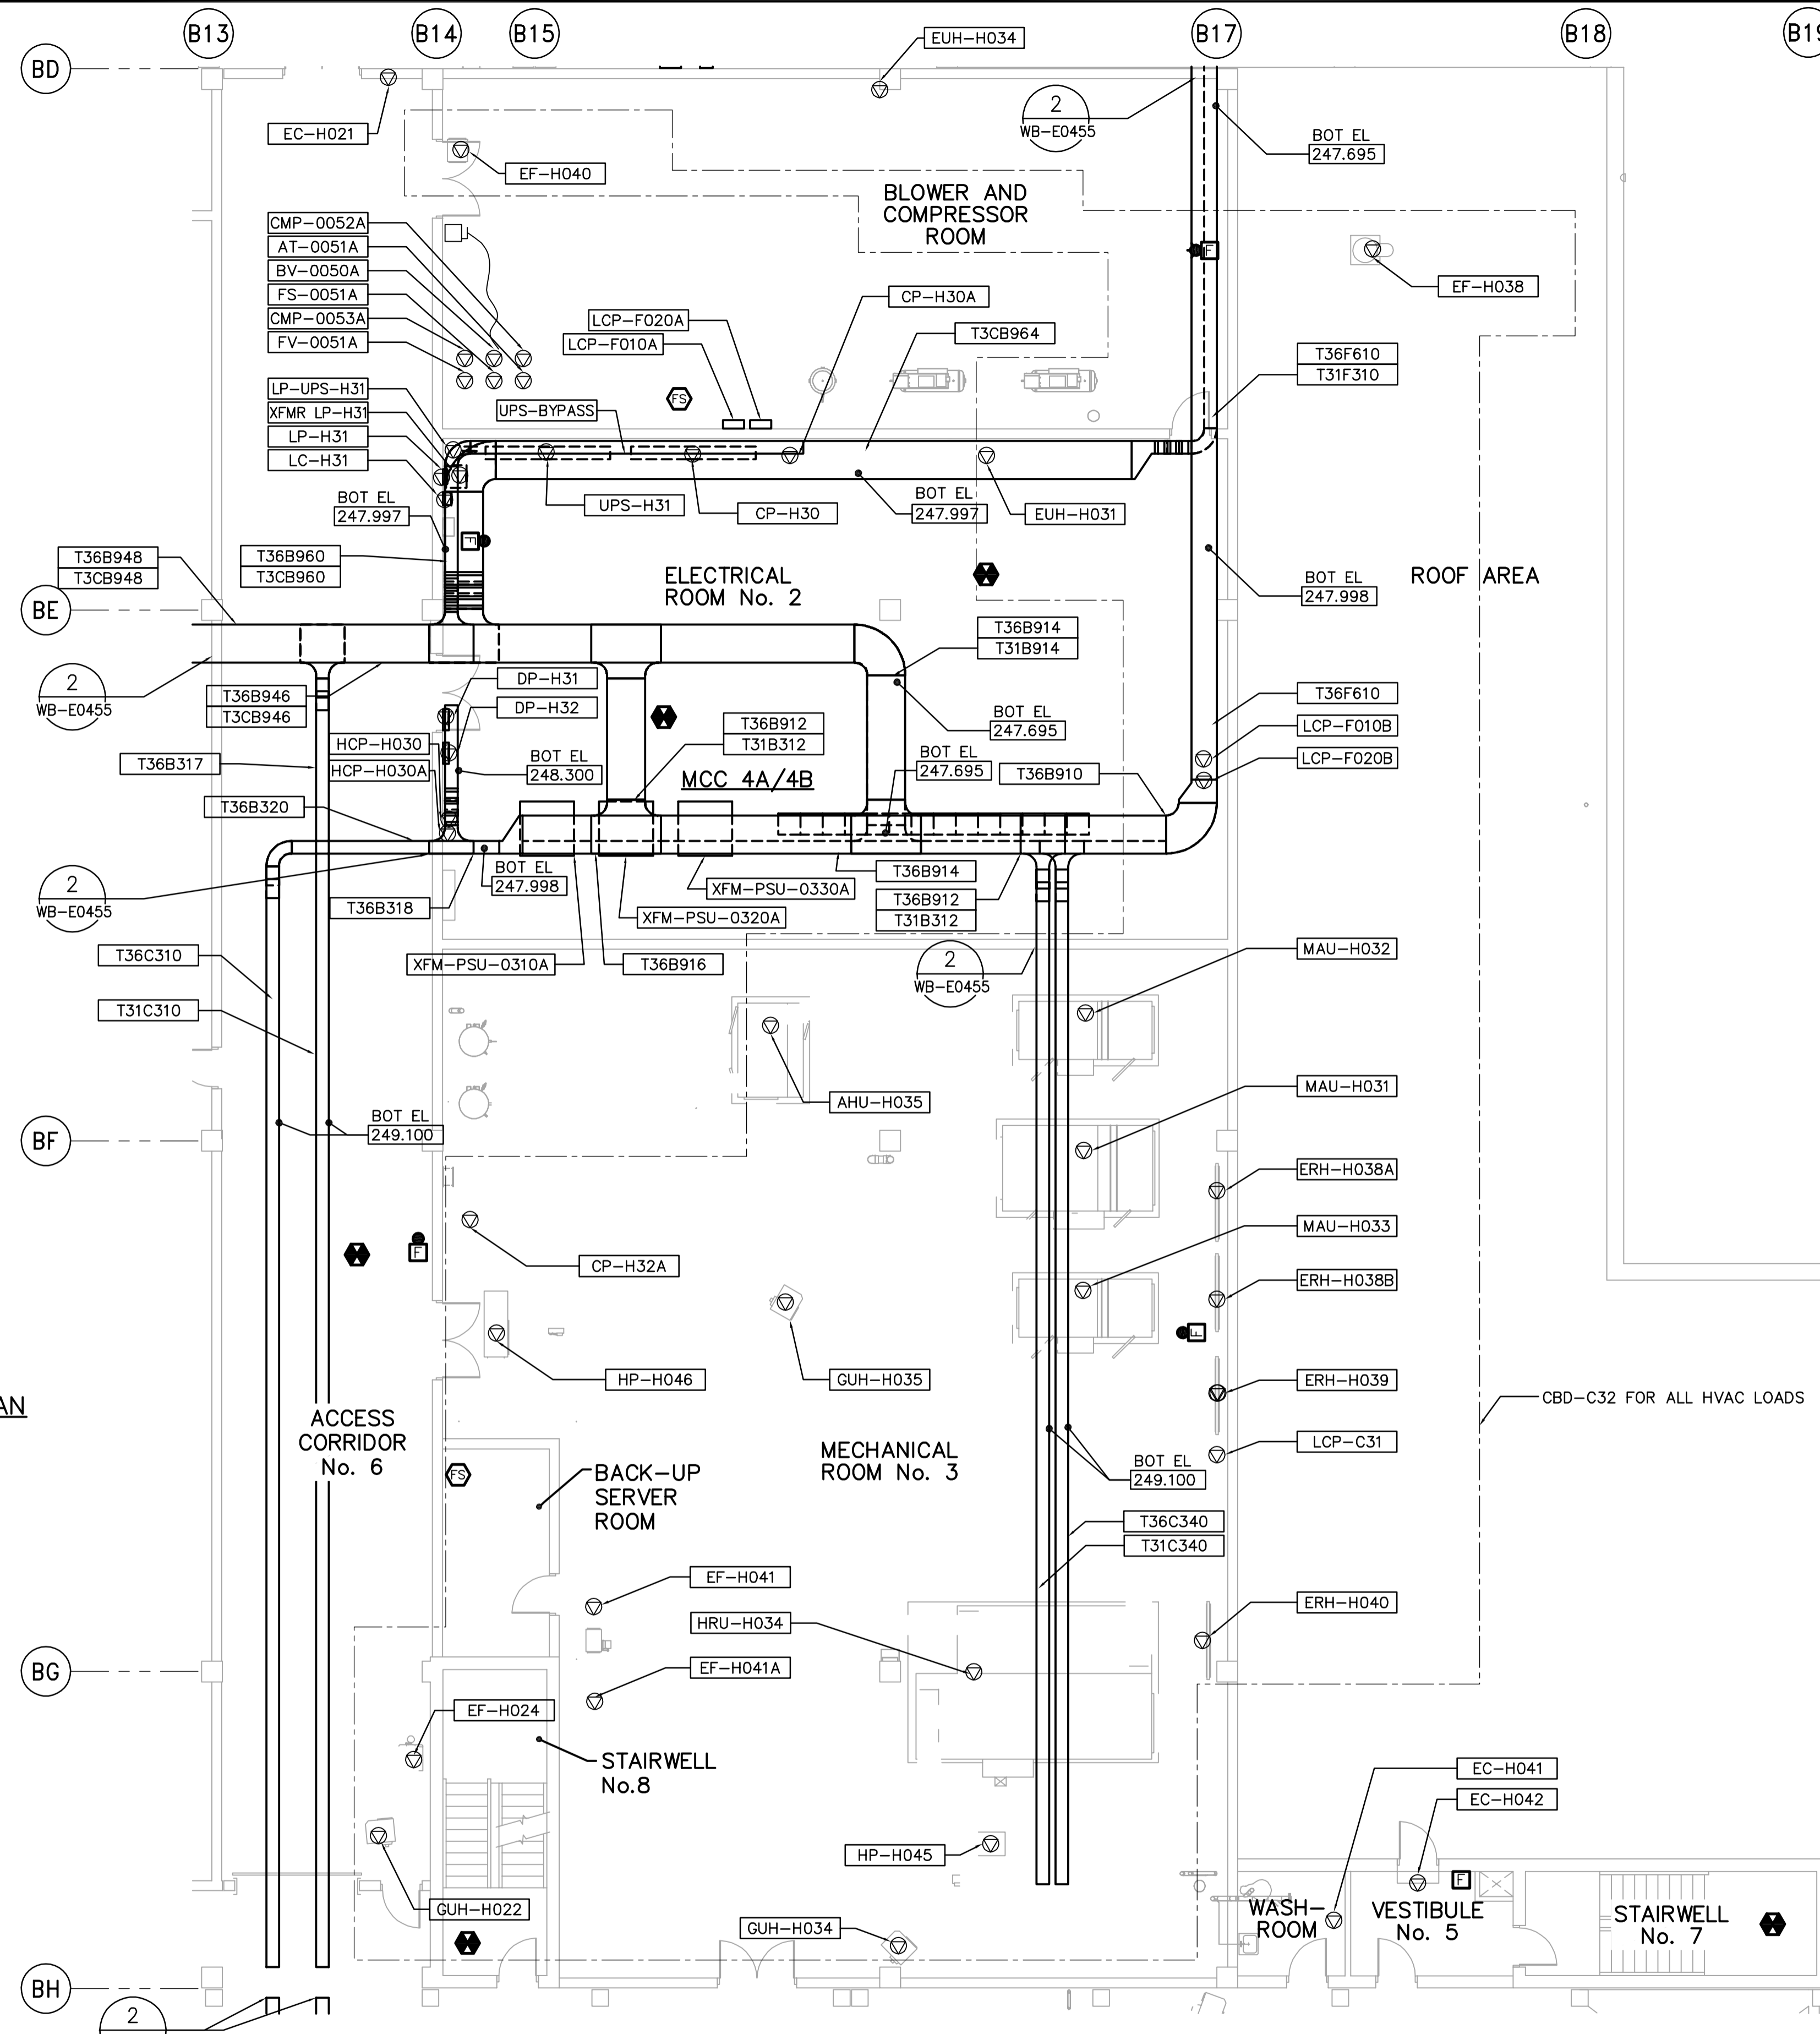 B13
B14
B15
B17
B18
B19
BD
EUH-H034
2
WB-E0455
EC-H021
BOT EL
247.695
EF-H040
BLOWER AND
COMPRESSOR
ROOM
CMP-0052A
AT-0051A
BV-0050A
FS-0051A
CMP-0053A
FV-0051A
F
EF-H038
CP-H30A
LCP-F020A
LCP-F010A
T3CB964
T36F610
T31F310
LP-UPS-H31
XFMR LP-H31
LP-H31
LC-H31
UPS-BYPASS
FS
BOT EL
247.997
UPS-H31
CP-H30
BOT EL
247.997
EUH-H031
T36B948
T3CB948
T36B960
T3CB960
F
ELECTRICAL
ROOM No. 2
BOT EL
247.998
ROOF AREA
BE
T36B914
T31B914
2
WB-E0455
T36B946
T3CB946
DP-H31
DP-H32
T36F610
LCP-F010B
LCP-F020B
BOT EL
247.695
T36B912
T31B312
HCP-H030
HCP-H030A
T36B317
BOT EL
248.300
MCC 4A/4B
BOT EL
247.695
T36B910
T36B320
2
WB-E0455
BOT EL
247.998
T36B318
T36B914
XFM-PSU-0330A
XFM-PSU-0320A
T36B912
T31B312
XFM-PSU-0310A
T36B916
2
WB-E0455
MAU-H032
T36C310
T31C310
AHU-H035
MAU-H031
BF
BOT EL
249.100
ERH-H038A
MAU-H033
F
CP-H32A
ERH-H038B
F
HP-H046
GUH-H035
ERH-H039
CBD-C32 FOR ALL HVAC LOADS
AN
ACCESS
CORRIDOR
No. 6
LCP-C31
MECHANICAL
ROOM No. 3
FS
BACK-UP
SERVER
ROOM
BOT EL
249.100
T36C340
T31C340
EF-H041
HRU-H034
ERH-H040
BG
EF-H041A
EF-H024
STAIRWELL
No.8
EC-H041
EC-H042
HP-H045
F
GUH-H022
GUH-H034
WASH-
ROOM
VESTIBULE
No. 5
STAIRWELL
No. 7
BH
2